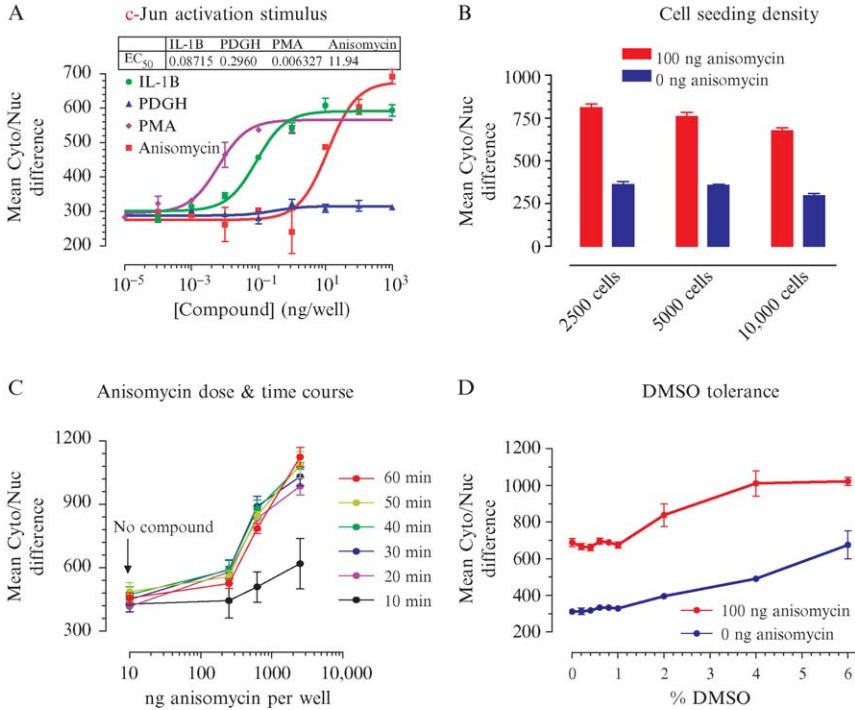 A
c-Jun activation stimulus
IL-1B PDGH PMA Anisomycin
EC50 0.08715 0.2960 0.006327 11.94
700
600
500
400
300
200
Mean Cyto/Nuc
difference
IL-1B
PDGH
PMA
Anisomycin
10−5 10−3 10−1 101 103
[Compound] (ng/well)
B
Cell seeding density
100 ng anisomycin
0 ng anisomycin
1000
750
500
250
0
Mean Cyto/Nuc
difference
2500 cells
5000 cells
10,000 cells
C
Anisomycin dose & time course
1200
900
600
300
Mean Cyto/Nuc
difference
No compound
60 min
50 min
40 min
30 min
20 min
10 min
10 100 1000 10,000
ng anisomycin per well
D
DMSO tolerance
1200
1000
800
600
400
200
Mean Cyto/Nuc
difference
100 ng anisomycin
0 ng anisomycin
0 1 2 3 4 5 6
% DMSO